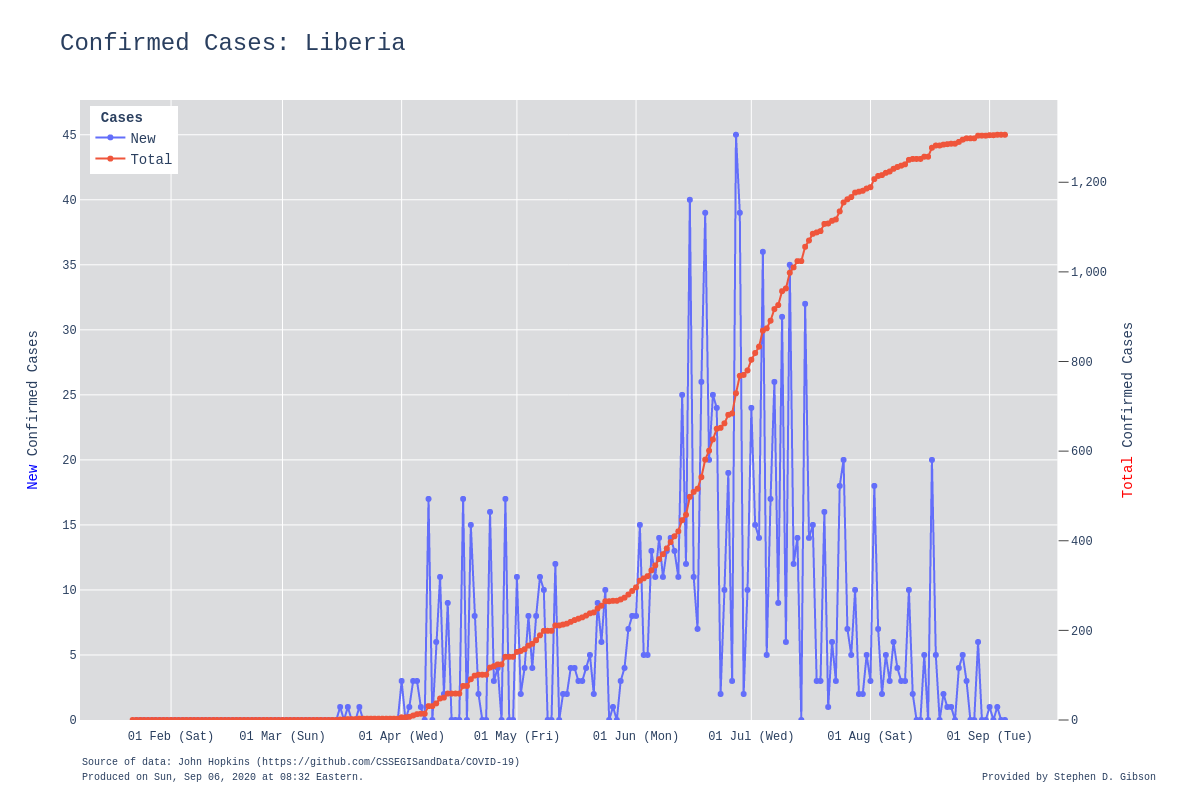 Confirmed Cases: Liberia
Cases
New
Total
45
40
35
30
25
20
15
10
5
0
1,200
1,000
800
600
400
200
0
New Confirmed Cases
Total Confirmed Cases
01 Feb (Sat) 01 Mar (Sun) 01 Apr (Wed) 01 May (Fri) 01 Jun (Mon) 01 Jul (Wed) 01 Aug (Sat) 01 Sep (Tue)
Source of data: John Hopkins (https://github.com/CSSEGISandData/COVID-19)
Produced on Sun, Sep 06, 2020 at 08:32 Eastern.
Provided by Stephen D. Gibson